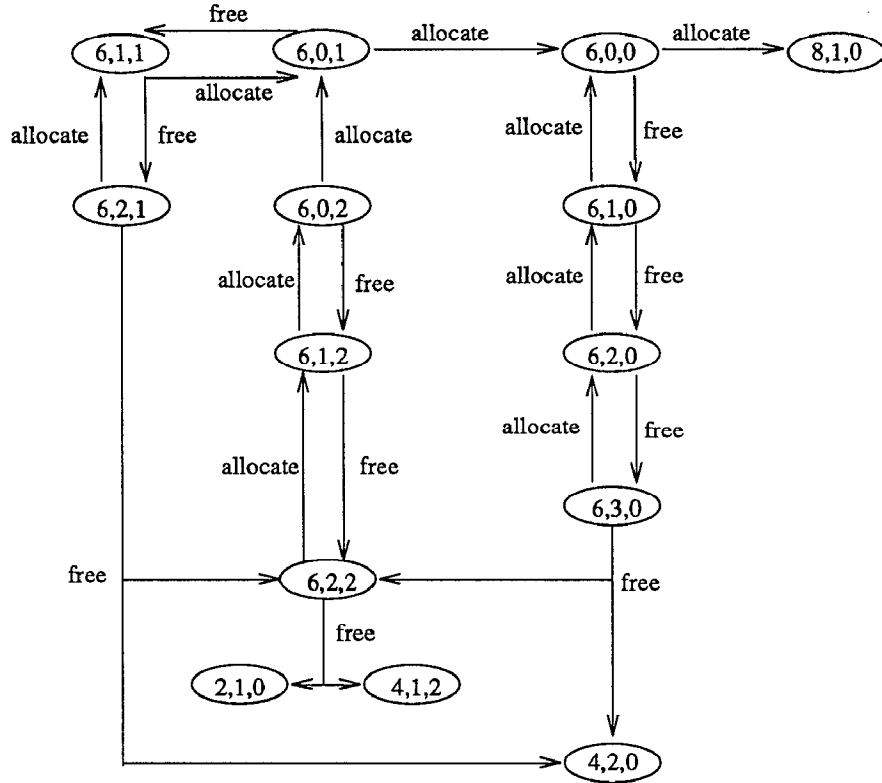 free
6,1,1
6,0,1
allocate
6,0,0
allocate
8,1,0
allocate
allocate
free
allocate
allocate
free
6,2,1
6,0,2
6,1,0
allocate
free
allocate
free
6,1,2
6,2,0
allocate
free
allocate
free
6,3,0
free
6,2,2
free
free
2,1,0
4,1,2
4,2,0